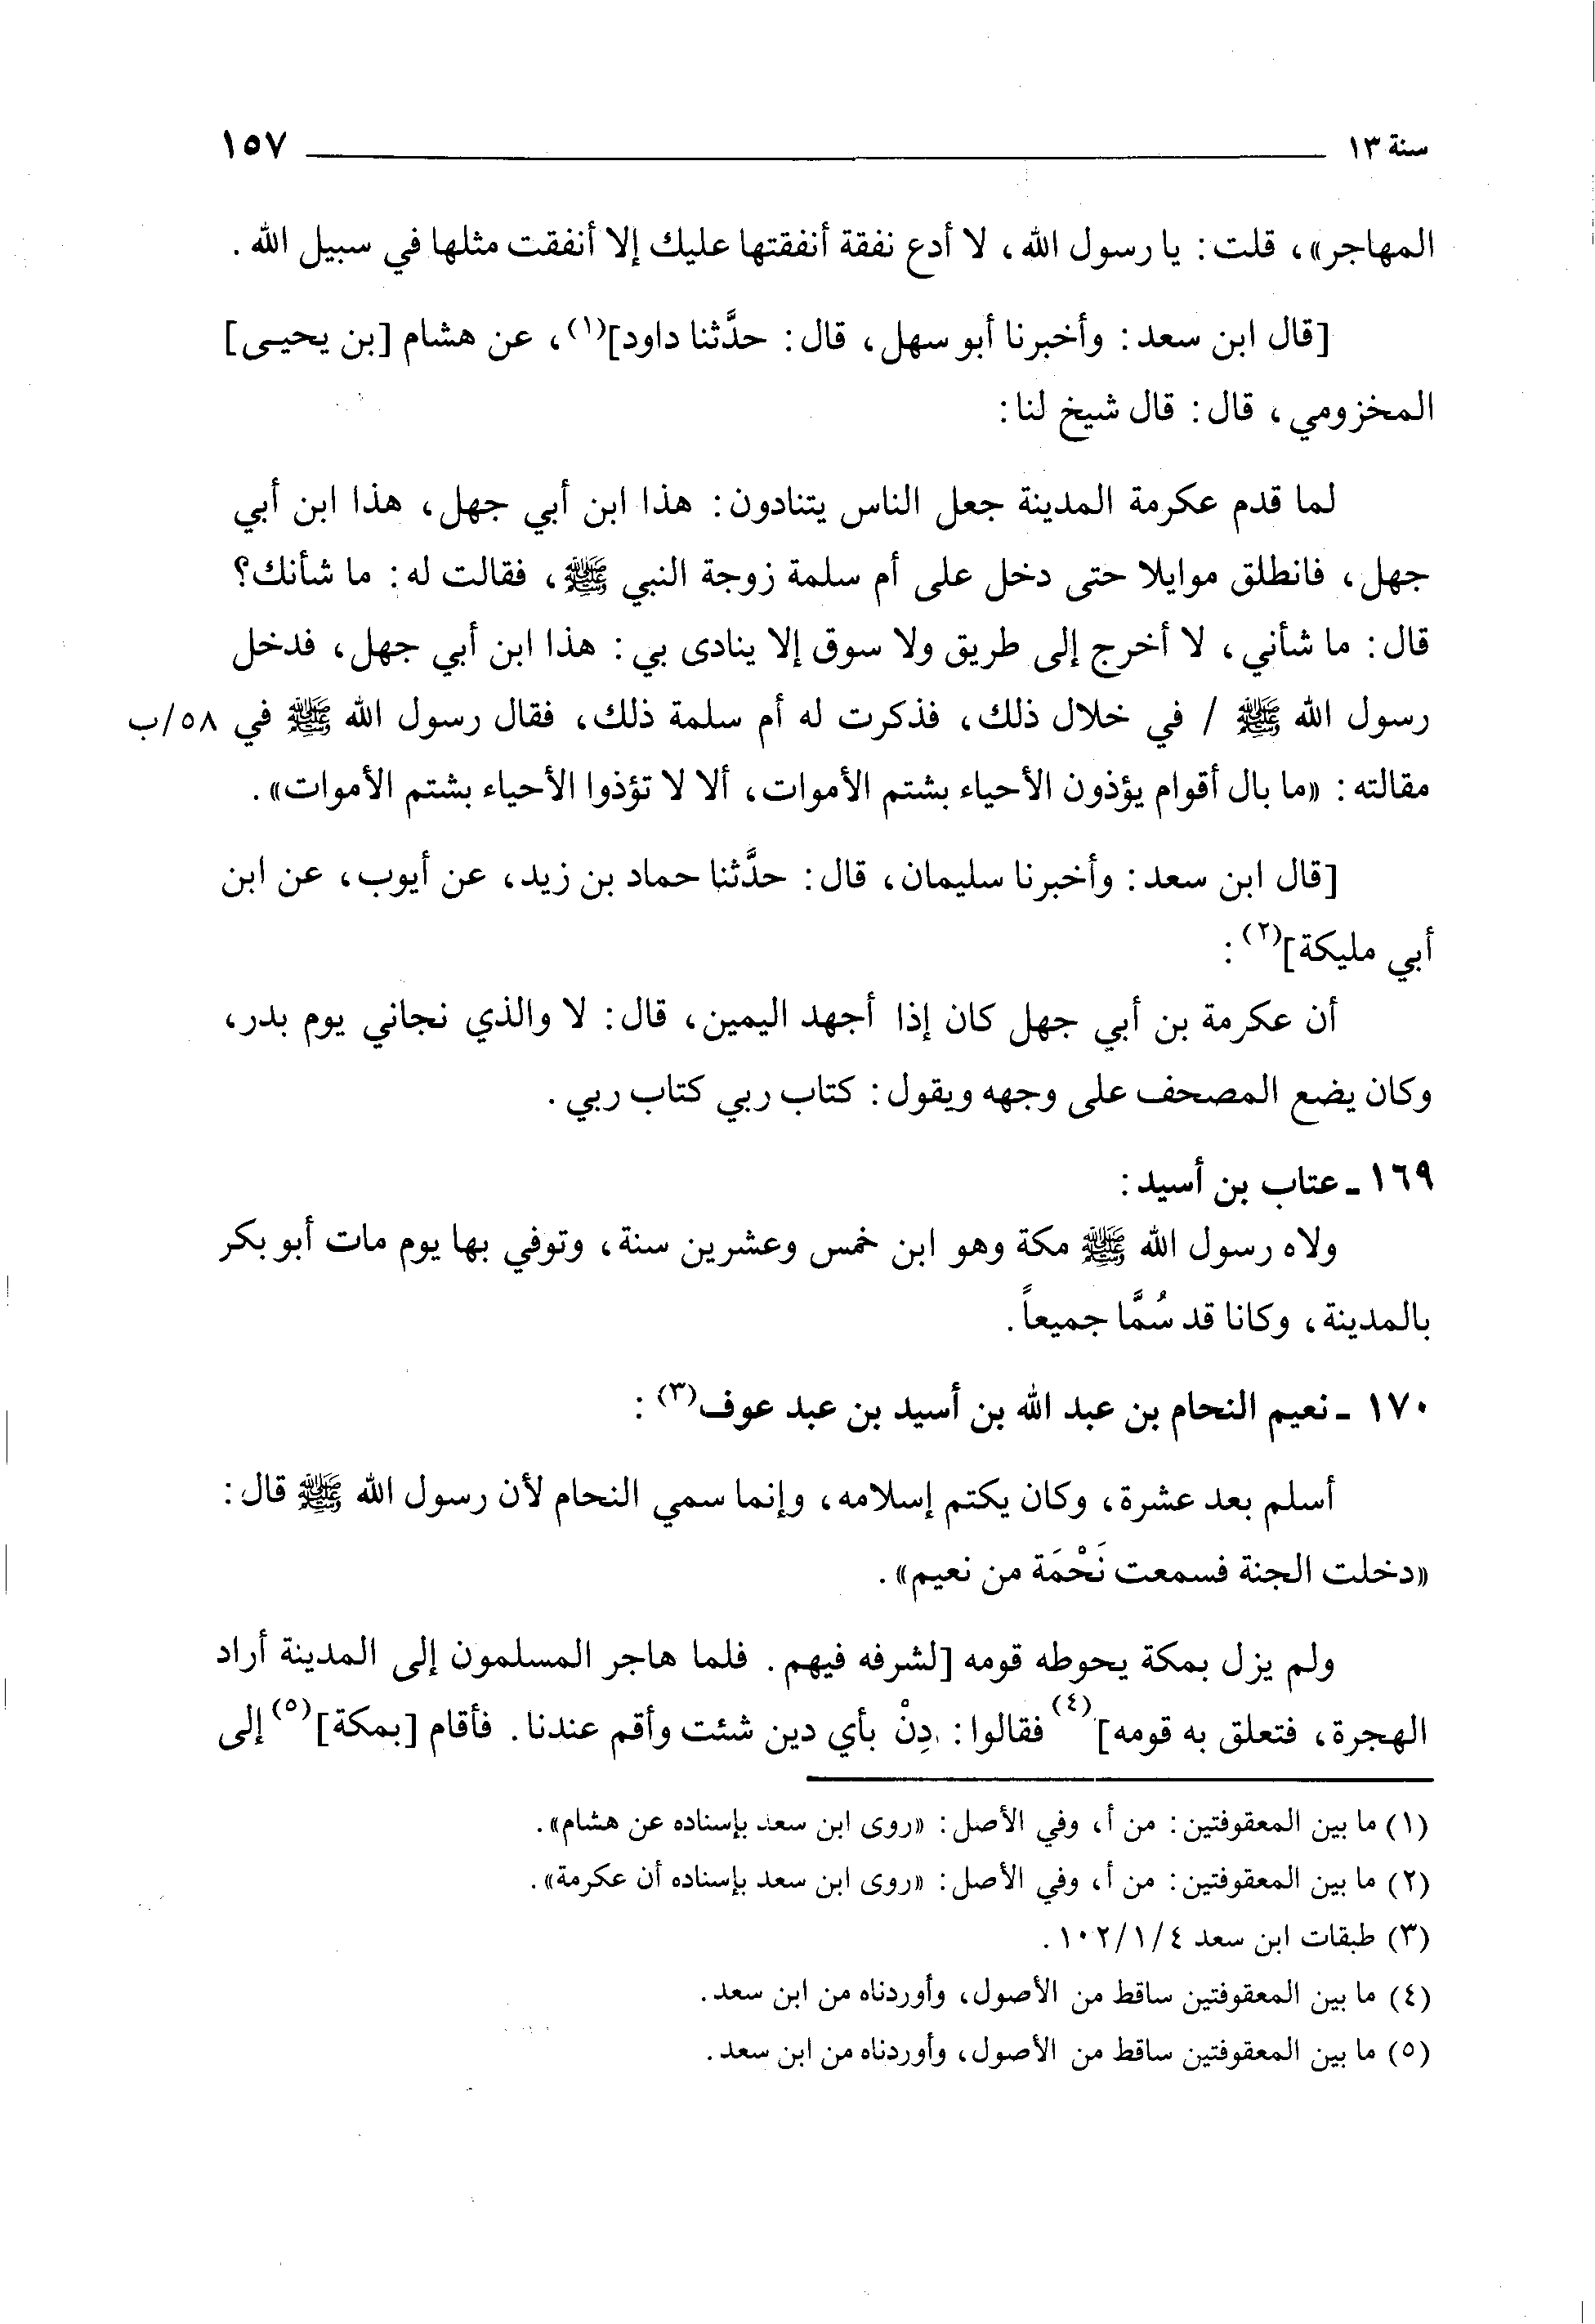 سنة ١٣ ١٥٧
المهاجر»، قلت: يا رسول الله، لا أدع نفقة أنفقتها عليك إلا أنفقت مثلها في سبيل الله.
[قال ابن سعد: وأخبرنا أبو سهل، قال: حدَّثنا داود](١)، عن هشام [بن يحيـى]
المخزومي، قال: قال شيخ لنا:
لما قدم عكرمة المدينة جعل الناس يتنادون: هذا ابن أبي جهل، هذا ابن أبي
جهل، فانطلق موايلا حتى دخل على أم سلمة زوجة النبي ﷺ، فقالت له: ما شأنك؟
قال: ما شأني، لا أخرج إلى طريق ولا سوق إلا ينادى بي: هذا ابن أبي جهل، فدخل
رسول الله ﷺ / في خلال ذلك، فذكرت له أم سلمة ذلك، فقال رسول الله ﷺ في ٥٨/ب
مقالته: «ما بال أقوام يؤذون الأحياء بشتم الأموات، ألا لا تؤذوا الأحياء بشتم الأموات».
[قال ابن سعد: وأخبرنا سليمان، قال: حدَّثنا حماد بن زيد، عن أيوب، عن ابن
أبي مليكة](٢):
أن عكرمة بن أبي جهل كان إذا أجهد اليمين، قال: لا والذي نجاني يوم بدر،
وكان يضع المصحف على وجهه ويقول: كتاب ربي كتاب ربي.
١٦٩ ـ عتاب بن أسيد:
ولاه رسول الله ﷺ مكة وهو ابن خمس وعشرين سنة، وتوفي بها يوم مات أبو بكر
بالمدينة، وكانا قد سُمَّا جميعاً.
١٧٠ ـ نعيم النحام بن عبد الله بن أسيد بن عبد عوف(٣):
أسلم بعد عشرة، وكان يكتم إسلامه، وإنما سمي النحام لأن رسول الله ﷺ قال:
«دخلت الجنة فسمعت نَحْمَة من نعيم».
ولم يزل بمكة يحوطه قومه [لشرفه فيهم. فلما هاجر المسلمون إلى المدينة أراد
الهجرة، فتعلق به قومه](٤) فقالوا: دِنْ بأي دين شئت وأقم عندنا. فأقام [بمكة](٥) إلى
(١) ما بين المعقوفتين: من أ، وفي الأصل: «روى ابن سعد بإسناده عن هشام».
(٢) ما بين المعقوفتين: من أ، وفي الأصل: «روى ابن سعد بإسناده أن عكرمة».
(٣) طبقات ابن سعد ٤/١/١٠٢.
(٤) ما بين المعقوفتين ساقط من الأصول، وأوردناه من ابن سعد.
(٥) ما بين المعقوفتين ساقط من الأصول، وأوردناه من ابن سعد.